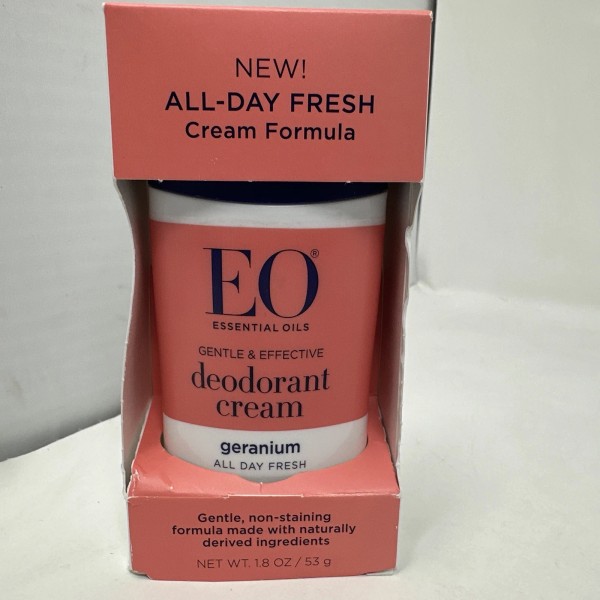 NEW!
ALL-DAY FRESH
Cream Formula
EO®
ESSENTIAL OILS
GENTLE & EFFECTIVE
deodorant
cream
geranium
ALL DAY FRESH
Gentle, non-staining
formula made with naturally
derived ingredients
NET WT. 1.8 OZ / 53 g